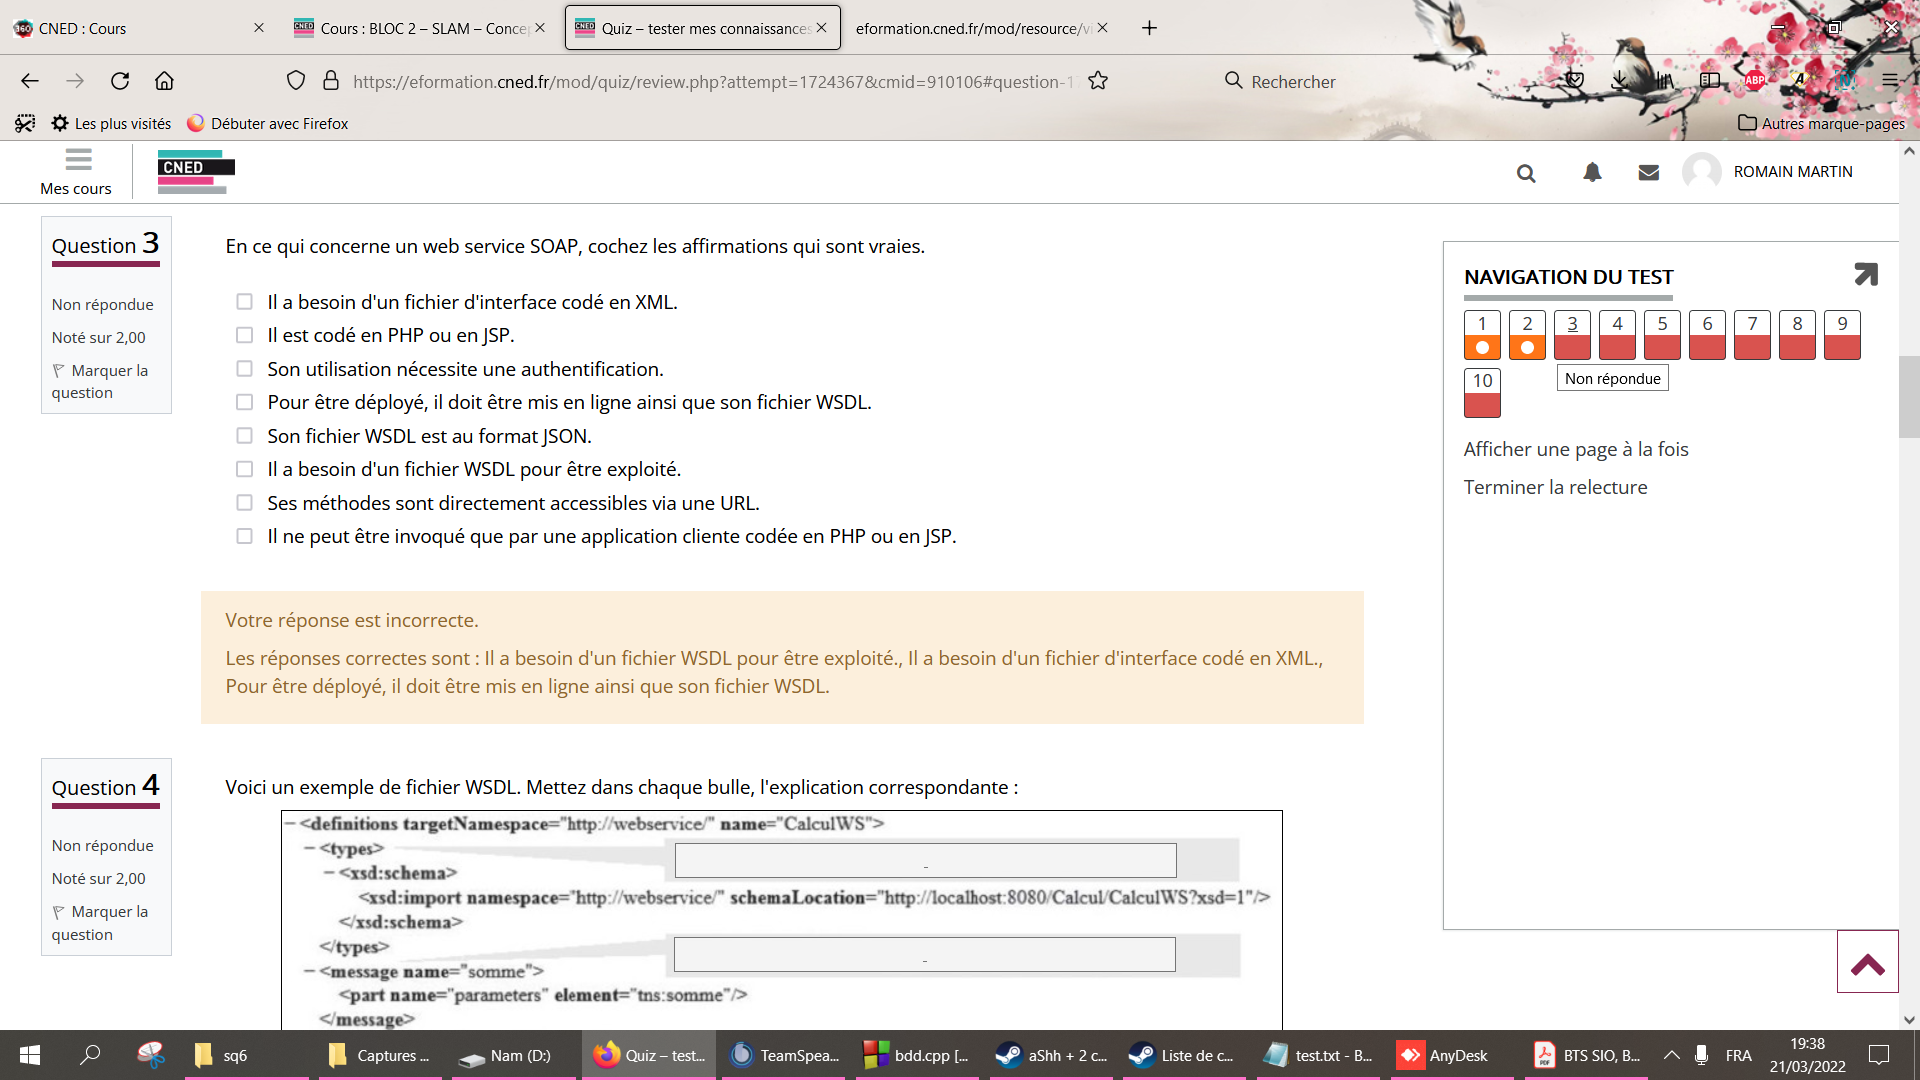 CNED : Cours
Cours : BLOC 2 – SLAM – Conce
Quiz – tester mes connaissances
eformation.cned.fr/mod/resource/vi
https://eformation.cned.fr/mod/quiz/review.php?attempt=1724367&cmid=910106#question-1
Rechercher
ABP
Les plus visités
Débuter avec Firefox
Autres marque-pages
Mes cours
CNED
ROMAIN MARTIN
Question 3
Non répondue
Noté sur 2,00
Marquer la
question
En ce qui concerne un web service SOAP, cochez les affirmations qui sont vraies.
Il a besoin d'un fichier d'interface codé en XML.
Il est codé en PHP ou en JSP.
Son utilisation nécessite une authentification.
Pour être déployé, il doit être mis en ligne ainsi que son fichier WSDL.
Son fichier WSDL est au format JSON.
Il a besoin d'un fichier WSDL pour être exploité.
Ses méthodes sont directement accessibles via une URL.
Il ne peut être invoqué que par une application cliente codée en PHP ou en JSP.
Votre réponse est incorrecte.
Les réponses correctes sont : Il a besoin d'un fichier WSDL pour être exploité., Il a besoin d'un fichier d'interface codé en XML.,
Pour être déployé, il doit être mis en ligne ainsi que son fichier WSDL.
NAVIGATION DU TEST
1 2 3 4 5 6 7 8 9
10
Non répondue
Afficher une page à la fois
Terminer la relecture
Question 4
Non répondue
Noté sur 2,00
Marquer la
question
Voici un exemple de fichier WSDL. Mettez dans chaque bulle, l'explication correspondante :
– <definitions targetNamespace="http://webservice/" name="CalculWS">
– <types>
– <xsd:schema>
<xsd:import namespace="http://webservice/" schemaLocation="http://localhost:8080/Calcul/CalculWS?xsd=1"/>
</xsd:schema>
</types>
– <message name="somme">
<part name="parameters" element="tns:somme"/>
</message>
sq6
Captures ...
Nam (D:)
Quiz – test...
TeamSpea...
bdd.cpp [...
aShh + 2 c...
Liste de c...
test.txt - B...
AnyDesk
BTS SIO, B...
FRA
19:38
21/03/2022